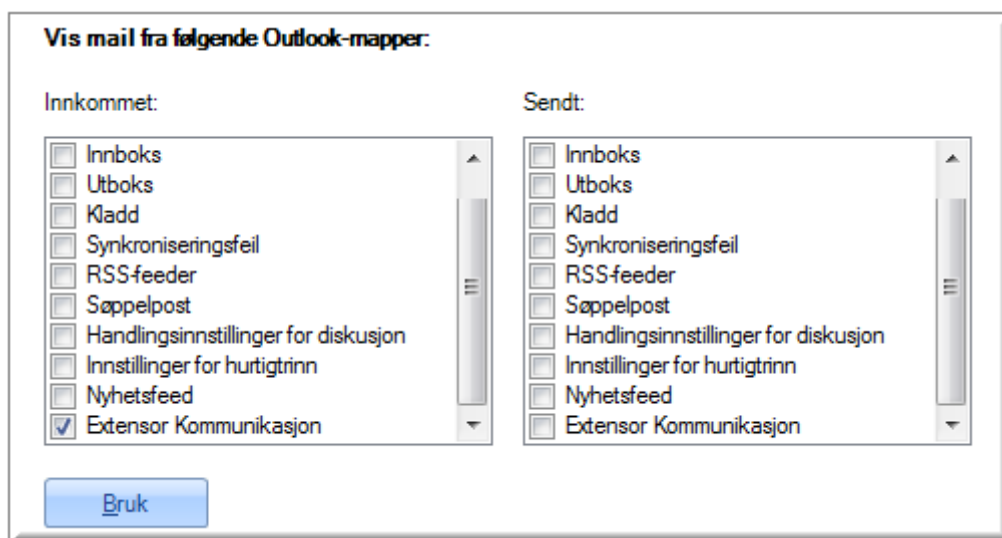 Vis mail fra følgende Outlook-mapper:
Innkommet:
Innboks
Utboks
Kladd
Synkroniseringsfeil
RSS-feeder
Søppelpost
Handlingsinnstillinger for diskusjon
Innstillinger for hurtigtrinn
Nyhetsfeed
Extensor Kommunikasjon
Sendt:
Innboks
Utboks
Kladd
Synkroniseringsfeil
RSS-feeder
Søppelpost
Handlingsinnstillinger for diskusjon
Innstillinger for hurtigtrinn
Nyhetsfeed
Extensor Kommunikasjon
Bruk